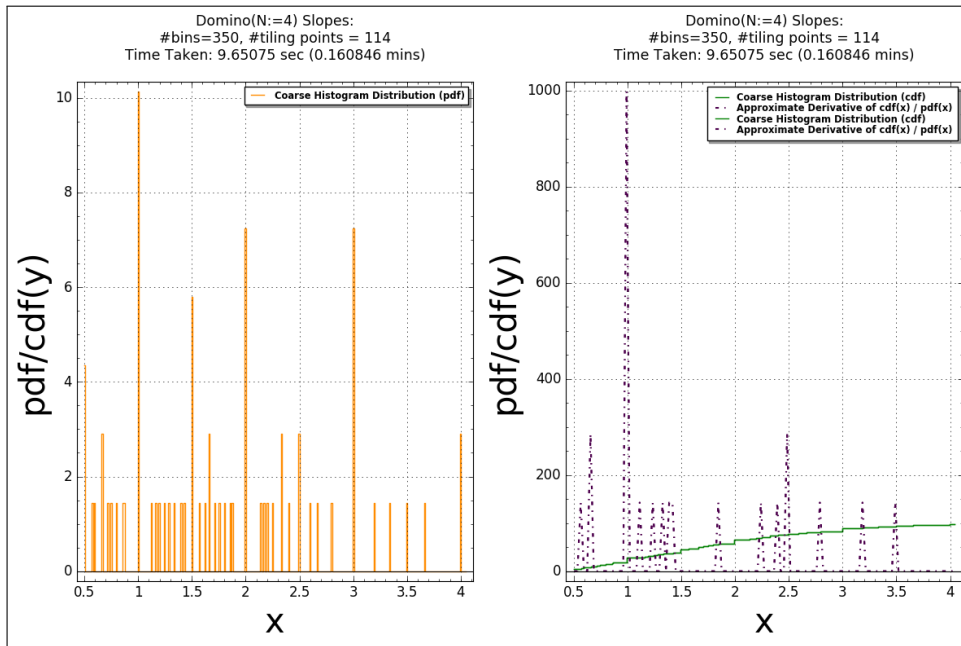 Domino(N:=4) Slopes:
#bins=350, #tiling points = 114
Time Taken: 9.65075 sec (0.160846 mins)
Coarse Histogram Distribution (pdf)
pdf/cdf(y)
10
8
6
4
2
0
0.5 1 1.5 2 2.5 3 3.5 4
x
Domino(N:=4) Slopes:
#bins=350, #tiling points = 114
Time Taken: 9.65075 sec (0.160846 mins)
Coarse Histogram Distribution (cdf)
Approximate Derivative of cdf(x) / pdf(x)
Coarse Histogram Distribution (cdf)
Approximate Derivative of cdf(x) / pdf(x)
pdf/cdf(y)
1000
800
600
400
200
0
0.5 1 1.5 2 2.5 3 3.5 4
x